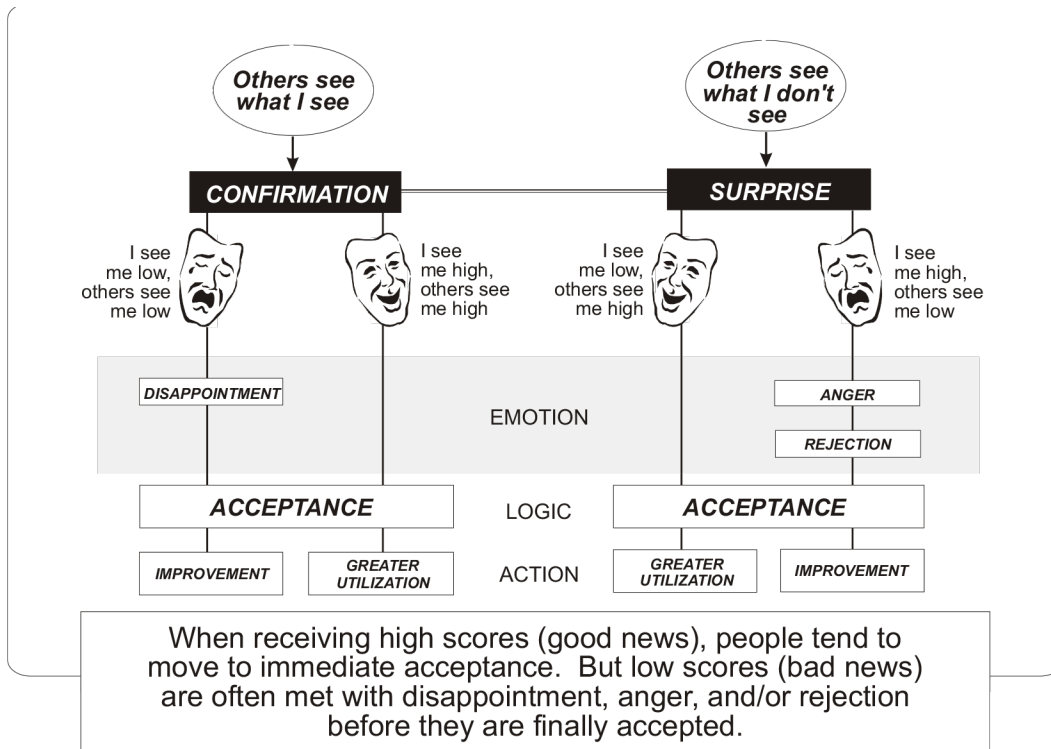 Others see
what I see
Others see
what I don't
see
CONFIRMATION
SURPRISE
I see
me low,
others see
me low
I see
me high,
others see
me high
I see
me low,
others see
me high
I see
me high,
others see
me low
DISAPPOINTMENT
EMOTION
ANGER
REJECTION
ACCEPTANCE
LOGIC
ACCEPTANCE
IMPROVEMENT
GREATER
UTILIZATION
ACTION
GREATER
UTILIZATION
IMPROVEMENT
When receiving high scores (good news), people tend to
move to immediate acceptance.  But low scores (bad news)
are often met with disappointment, anger, and/or rejection
before they are finally accepted.